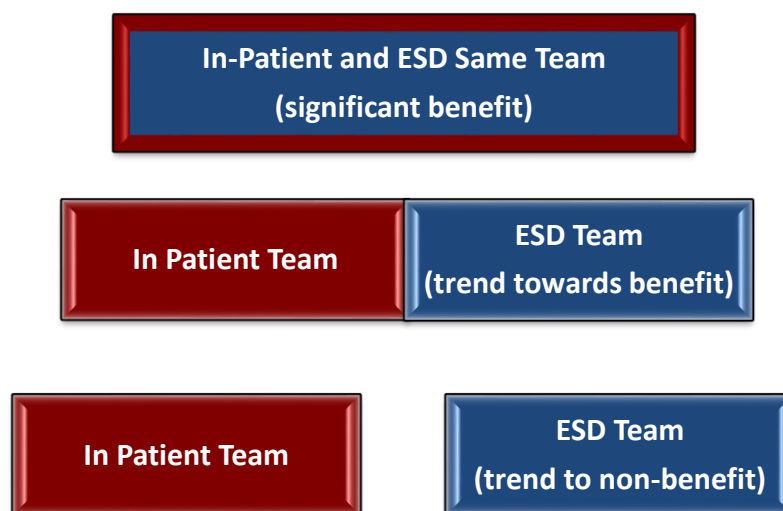 In-Patient and ESD Same Team
(significant benefit)
In Patient Team
ESD Team
(trend towards benefit)
In Patient Team
ESD Team
(trend to non-benefit)